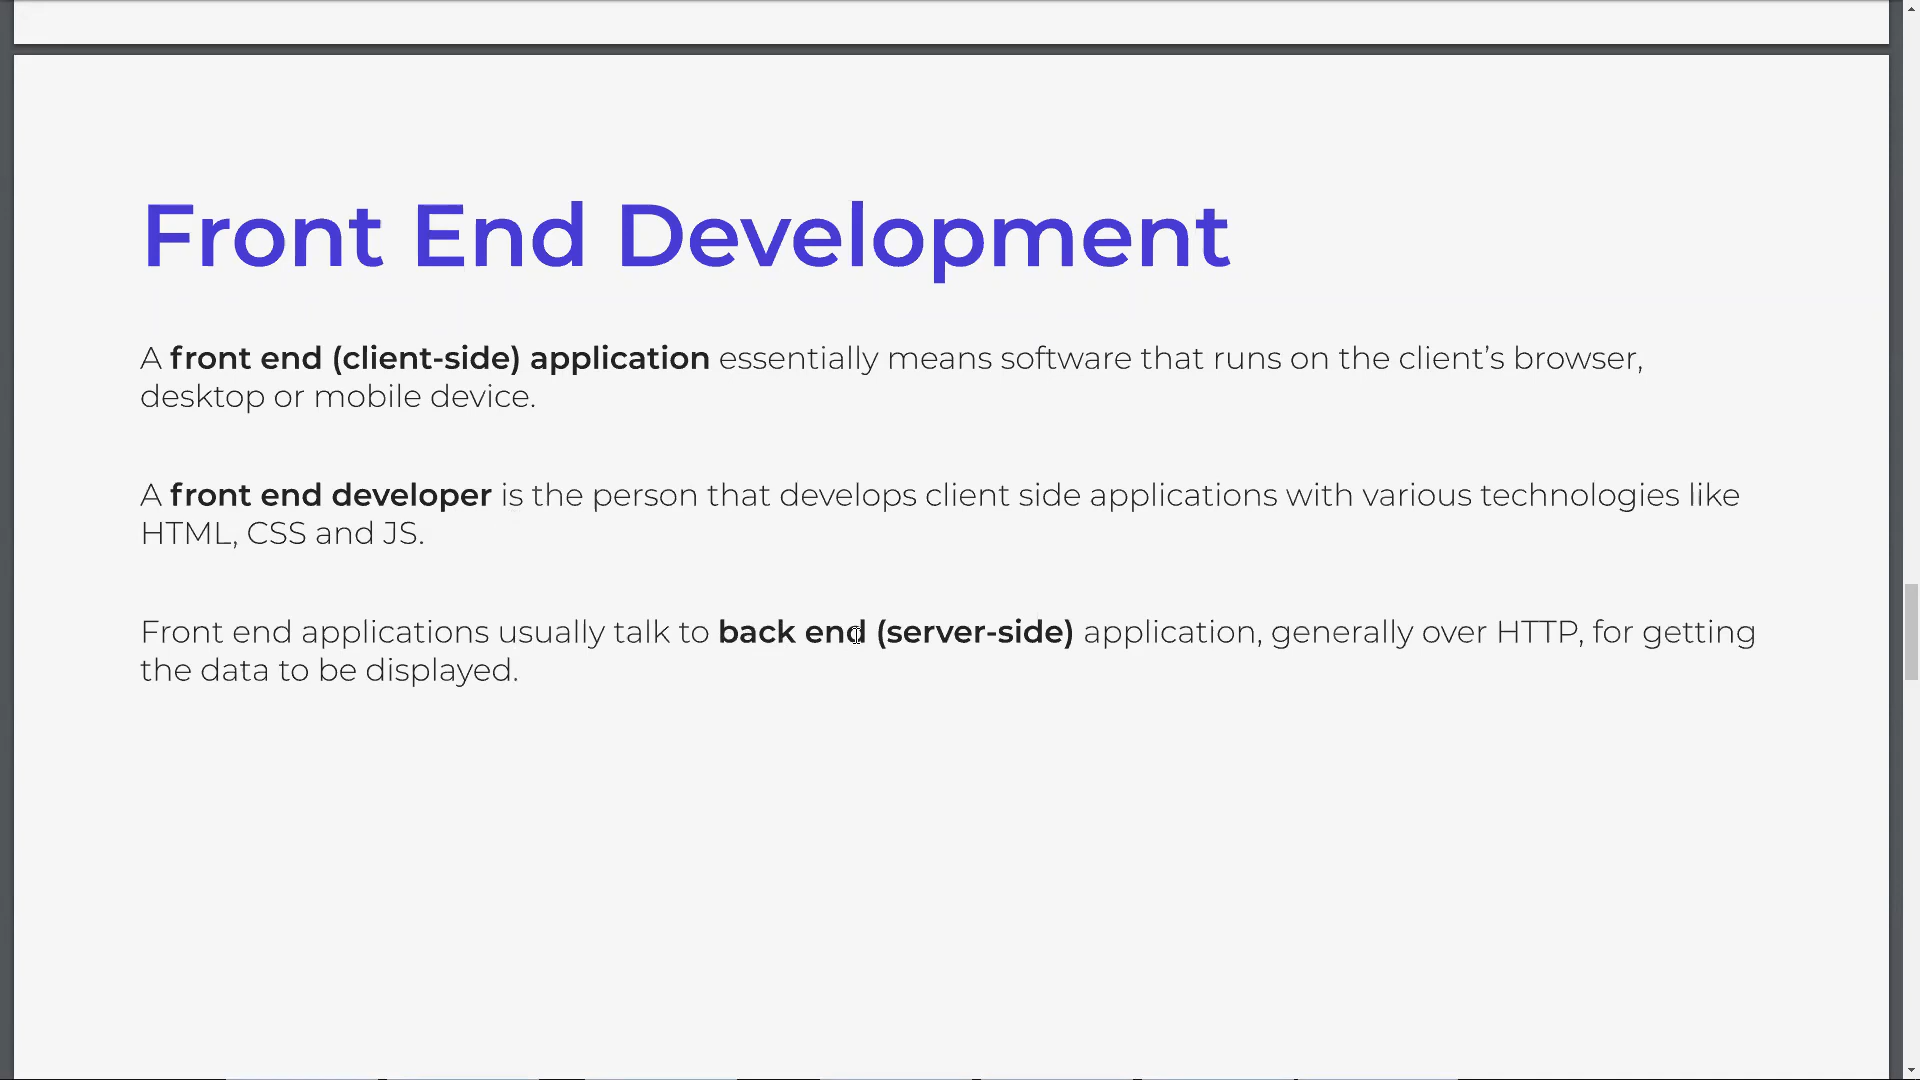 Front End Development
A front end (client-side) application essentially means software that runs on the client’s browser,
desktop or mobile device.
A front end developer is the person that develops client side applications with various technologies like
HTML, CSS and JS.
Front end applications usually talk to back end (server-side) application, generally over HTTP, for getting
the data to be displayed.